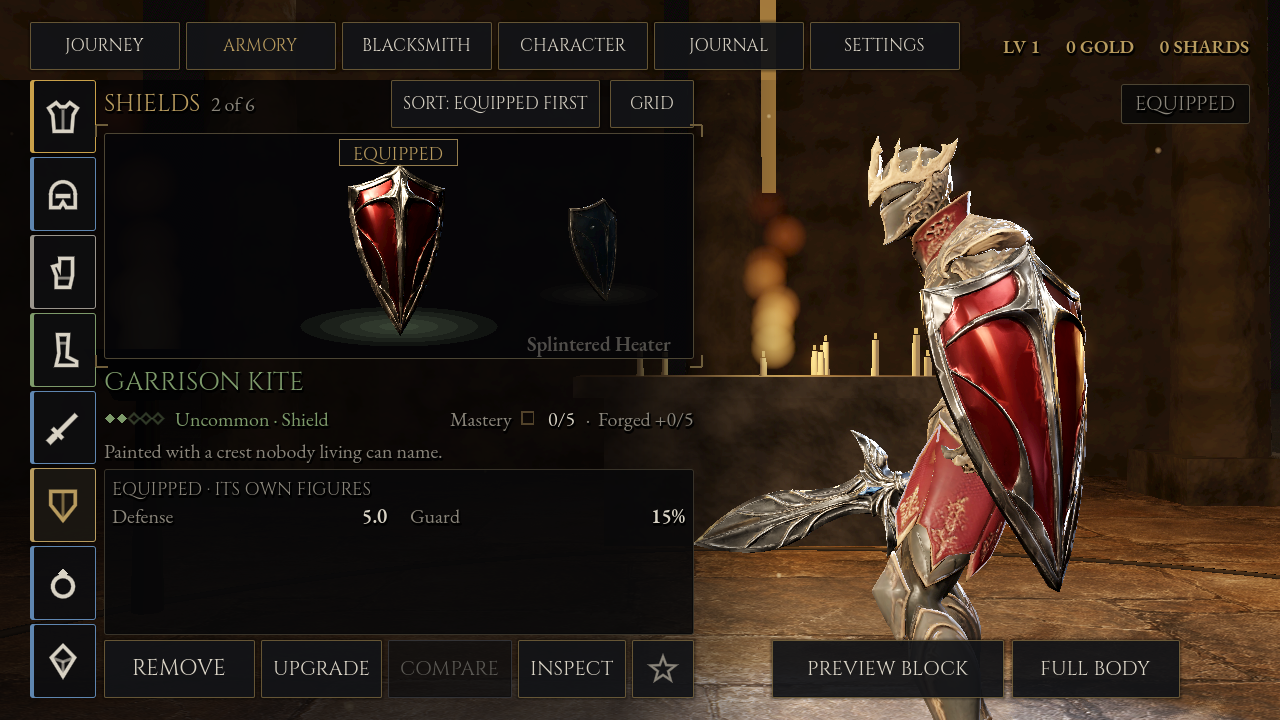 JOURNEY ARMORY BLACKSMITH CHARACTER JOURNAL SETTINGS LV 1 0 GOLD 0 SHARDS
SHIELDS 2 of 6 SORT: EQUIPPED FIRST GRID EQUIPPED
EQUIPPED
Splintered Heater
GARRISON KITE
Uncommon · Shield Mastery 0/5 · Forged +0/5
Painted with a crest nobody living can name.
EQUIPPED · ITS OWN FIGURES
Defense 5.0 Guard 15%
REMOVE UPGRADE COMPARE INSPECT PREVIEW BLOCK FULL BODY